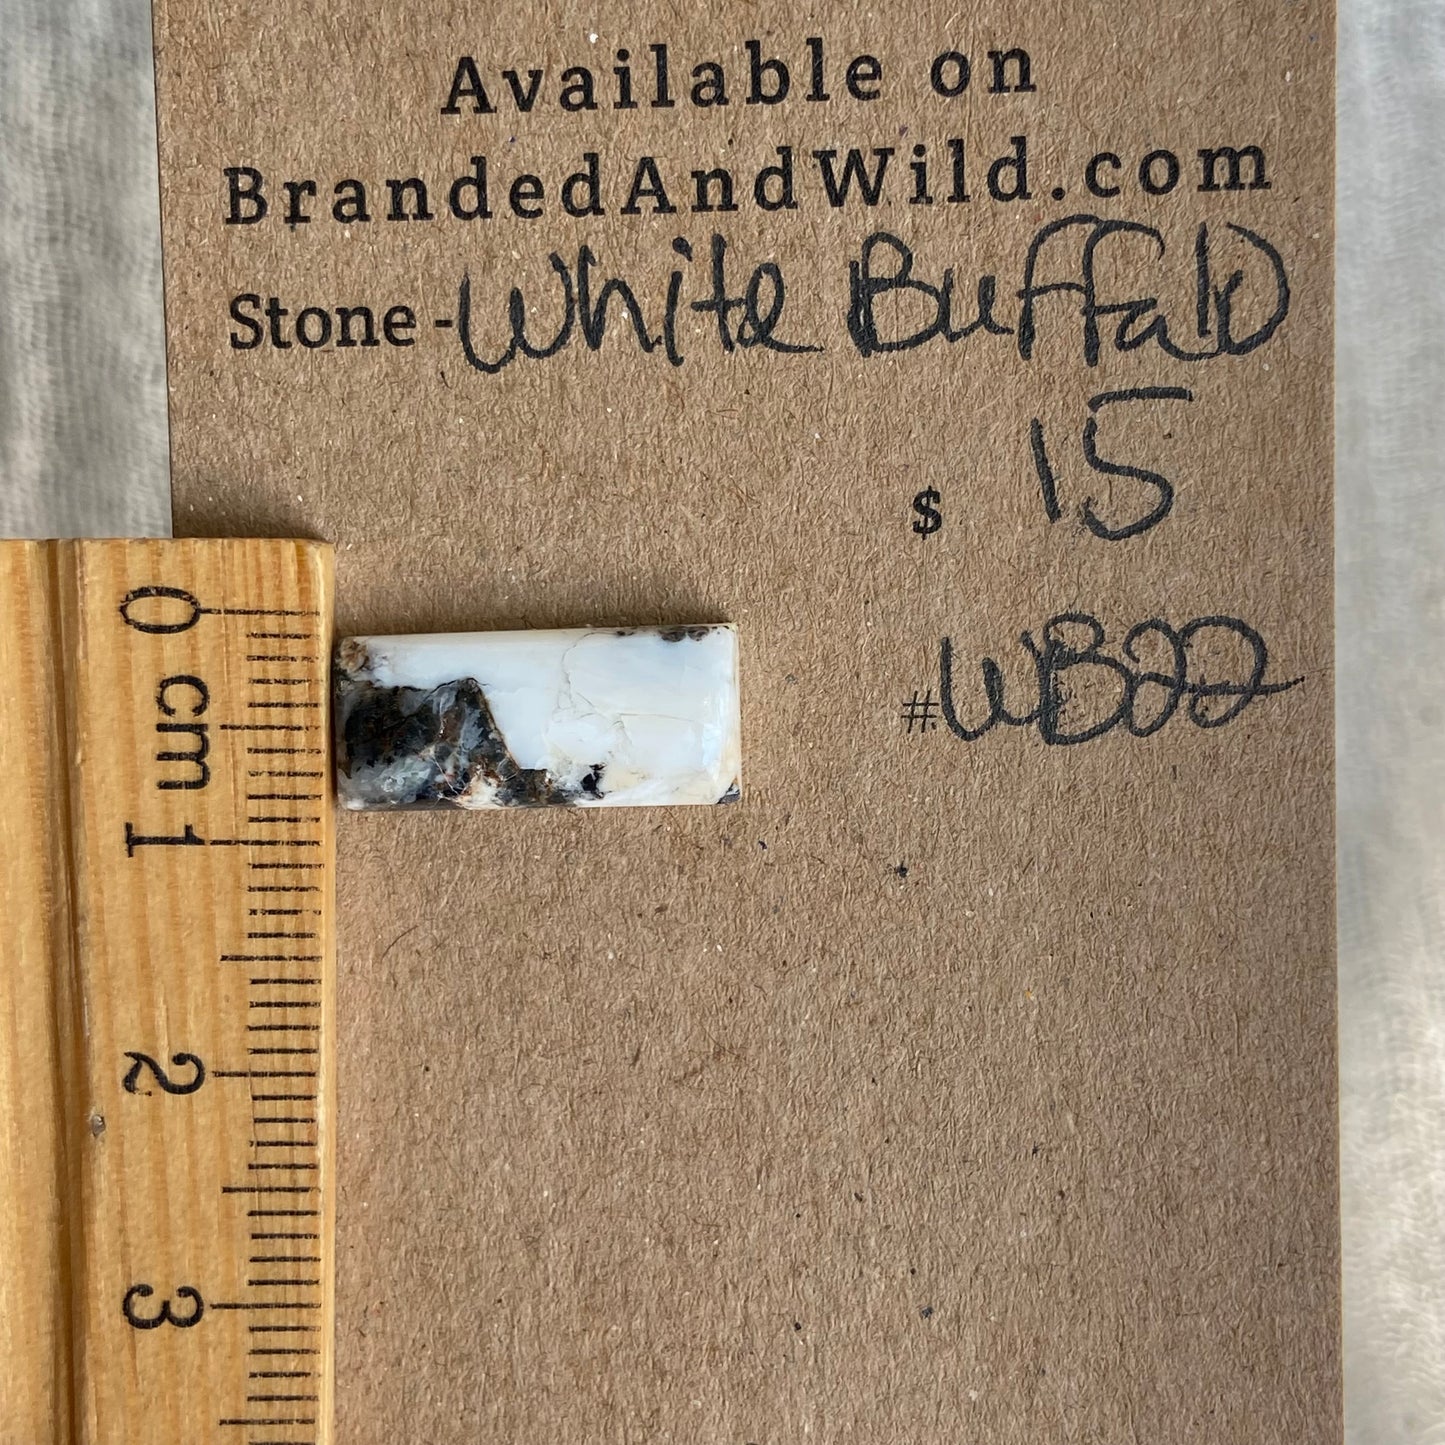 Available on
BrandedAndWild.com
Stone - White Buffalo
$ 15
# WB22
0 cm 1 2 3